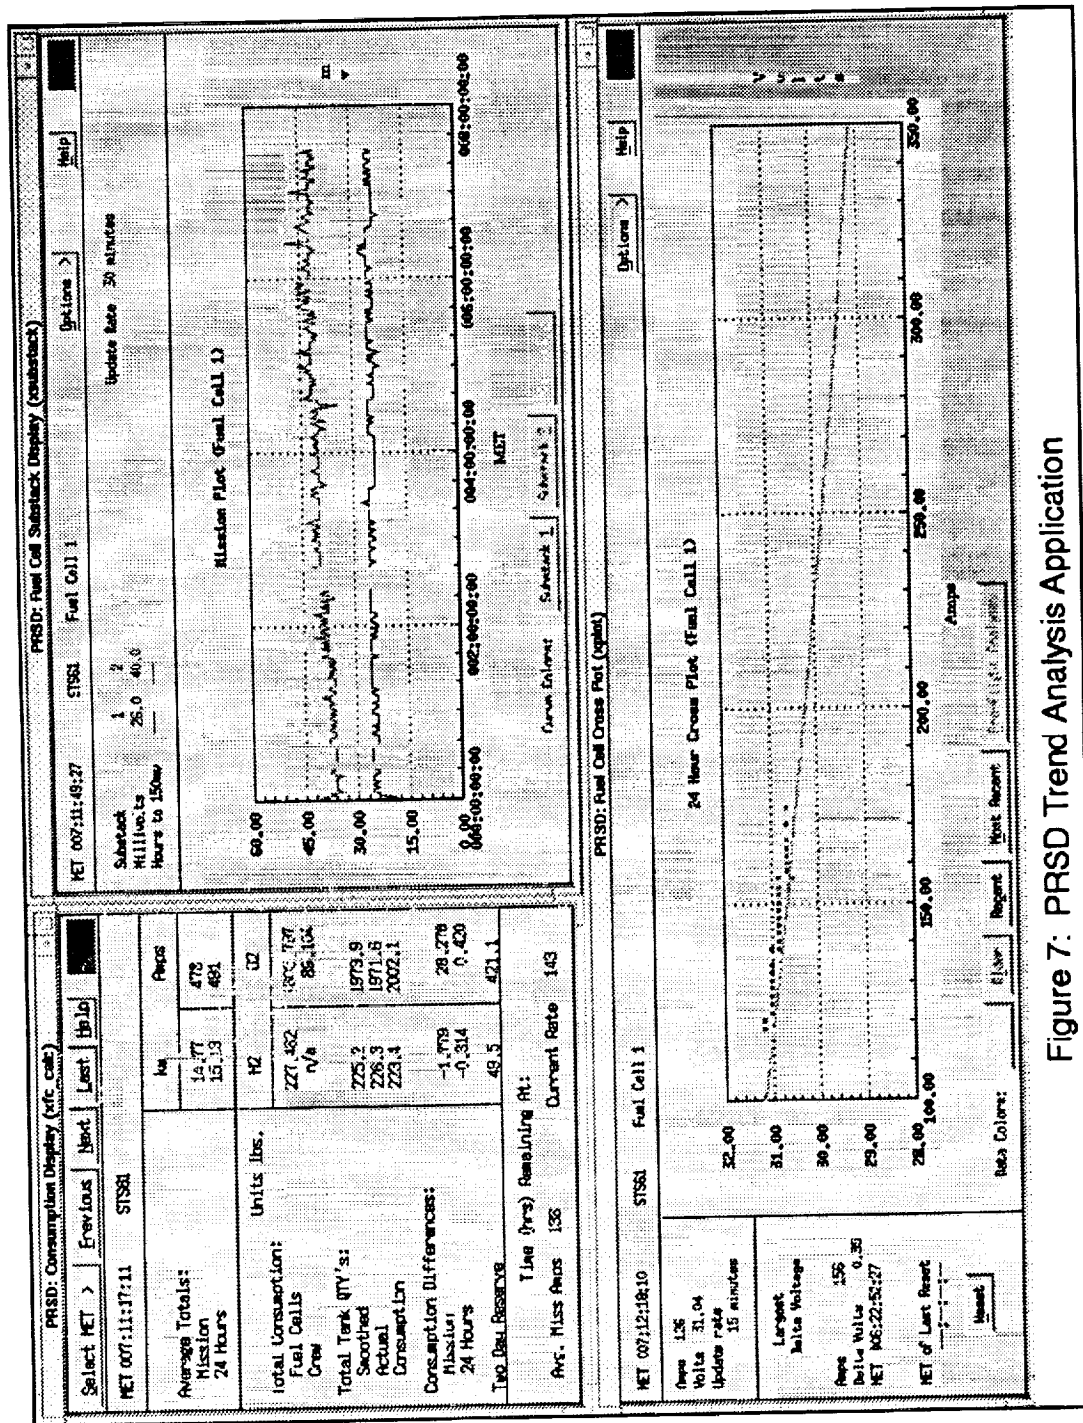 PRSD: Consumption Display (xfc_calc)
Select MET > Previous Next Last Help
MET 007:11:17:11 STS61
kw Amps
Average Totals:
Mission 14.77 478
24 Hours 15.13 491
Units lbs. H2 O2
Total Consumption:
Fuel Cells 227.462
Crew n/a 89.164
Total Tank QTY's:
Smoothed 225.2 1973.9
Actual 226.3 1971.6
Consumption 223.4 2002.1
Consumption Differences:
Mission -1.779 28.278
24 Hours -0.314 0.420
Two Day Reserve 49.5 421.1
Time (hrs) Remaining At:
Avg. Miss Amps 136 Current Rate 143
PRSD: Fuel Cell Substack Display (xsubstack)
MET 007:11:49:27 STS61 Fuel Cell 1 Options > Help
Substack 1 2
Millivolts 26.0 40.0
Hours to 150mv ___ ___
Update Rate 30 minutes
Mission Plot (Fuel Cell 1)
60.00
45.00
30.00
15.00
0.00
m
v
000:00:00:00 002:00:00:00 004:00:00:00 006:00:00:00 008:00:00:00
MET
Curve Colors: Substack 1 Substack 2
PRSD: Fuel Cell Cross Plot (xplot)
MET 007:12:18:10 STS61 Fuel Cell 1 Options > Help
Amps 136
Volts 31.04
Update rate
15 minutes
Largest
Delta Voltage
Amps 156
Delta Volts 0.35
MET 006:22:52:27
MET of Last Reset
Reset
24 Hour Cross Plot (Fuel Cell 1)
32.00
31.00
30.00
29.00
28.00
V
o
l
t
s
100.00 150.00 200.00 250.00 300.00 350.00
Amps
Data Colors: Older Recent Most Recent
Figure 7: PRSD Trend Analysis Application